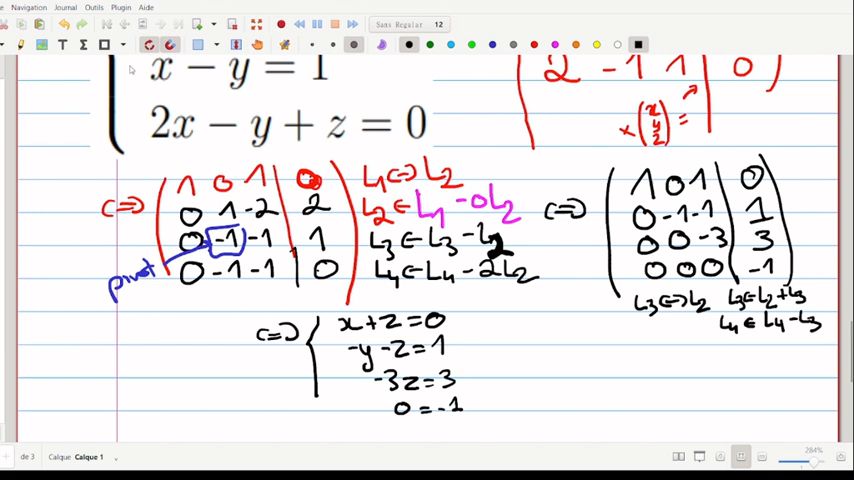 Navigation Journal Outils Plugin Aide
Sans Regular 12
x − y = 1
2x − y + z = 0
2 -1 1 | 0
× (x y z) =
⇔ ( 1 0 1 | 0 ) L1 ⇔ L2
0 1 -2 | 2 L2 ← L1 - 0L2
0 -1 -1 | 1 L3 ← L3 - L2
0 -1 -1 | 0 L4 ← L4 - 2L2
pivot
⇔ ( 1 0 1 | 0 )
0 -1 -1 | 1
0 0 -3 | 3
0 0 0 | -1
L3 ⇔ L2 L3 ← L2 + L3
L4 ← L4 - L3
⇔ { x + z = 0
-y - z = 1
-3z = 3
0 = -1
de 3 Calque Calque 1
284%